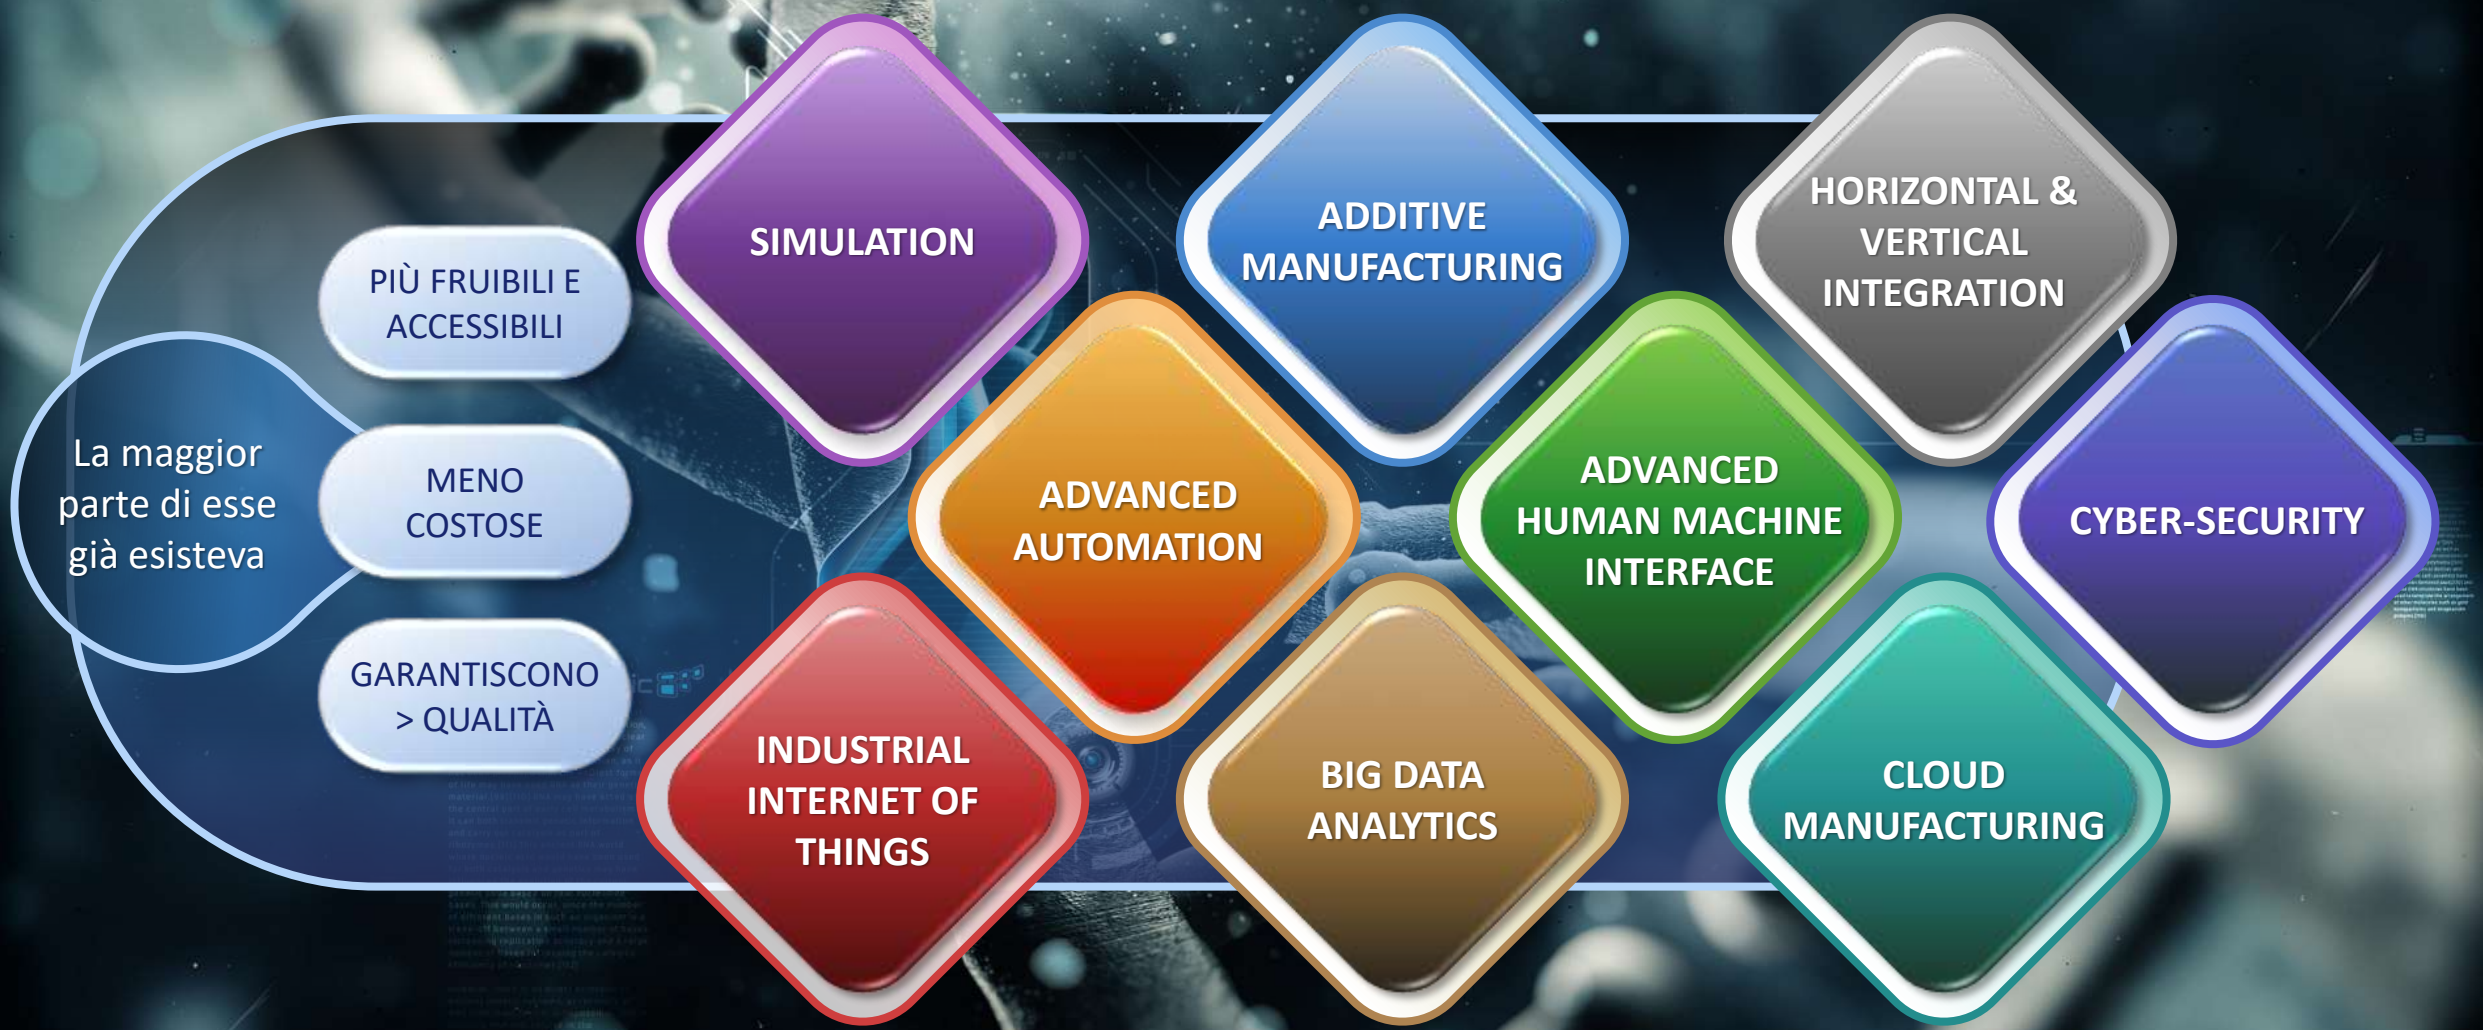 La maggior
parte di esse
già esisteva
PIÙ FRUIBILI E
ACCESSIBILI
MENO
COSTOSE
GARANTISCONO
> QUALITÀ
SIMULATION
ADDITIVE
MANUFACTURING
HORIZONTAL &
VERTICAL
INTEGRATION
ADVANCED
AUTOMATION
ADVANCED
HUMAN MACHINE
INTERFACE
CYBER-SECURITY
INDUSTRIAL
INTERNET OF
THINGS
BIG DATA
ANALYTICS
CLOUD
MANUFACTURING